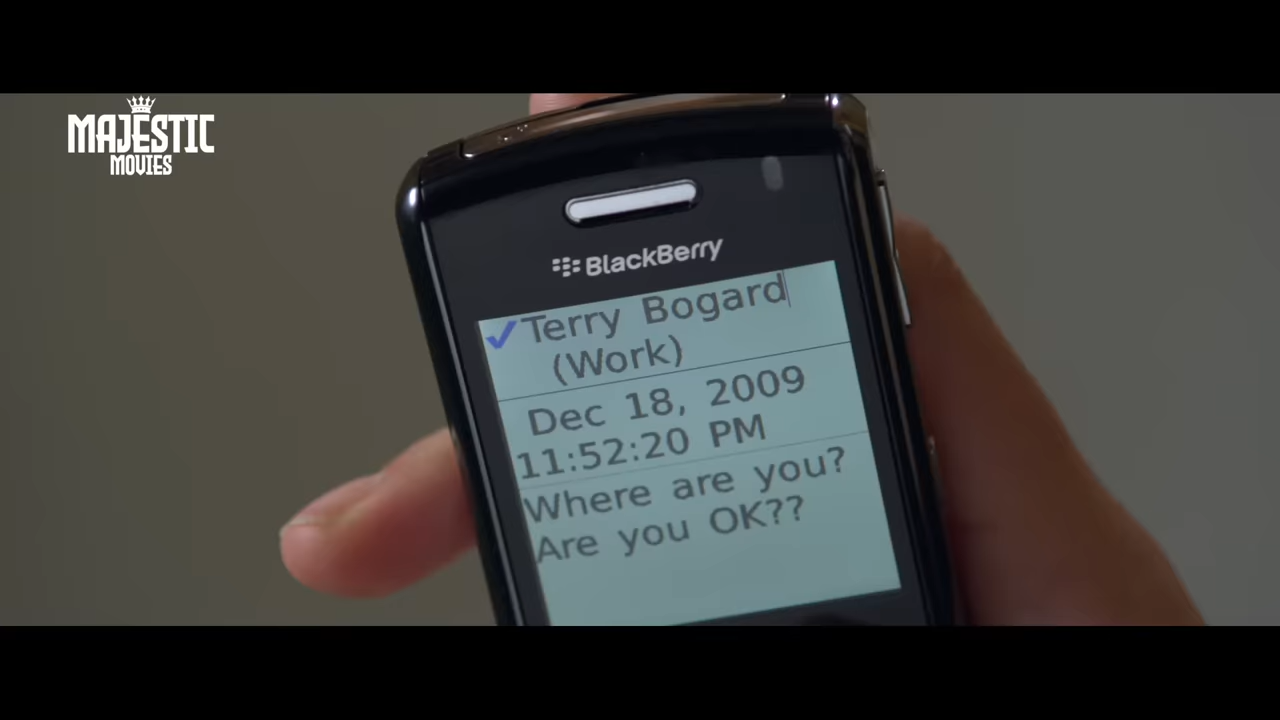 MAJESTIC
MOVIES
BlackBerry
✓Terry Bogard
(Work)
Dec 18, 2009
11:52:20 PM
Where are you?
Are you OK??